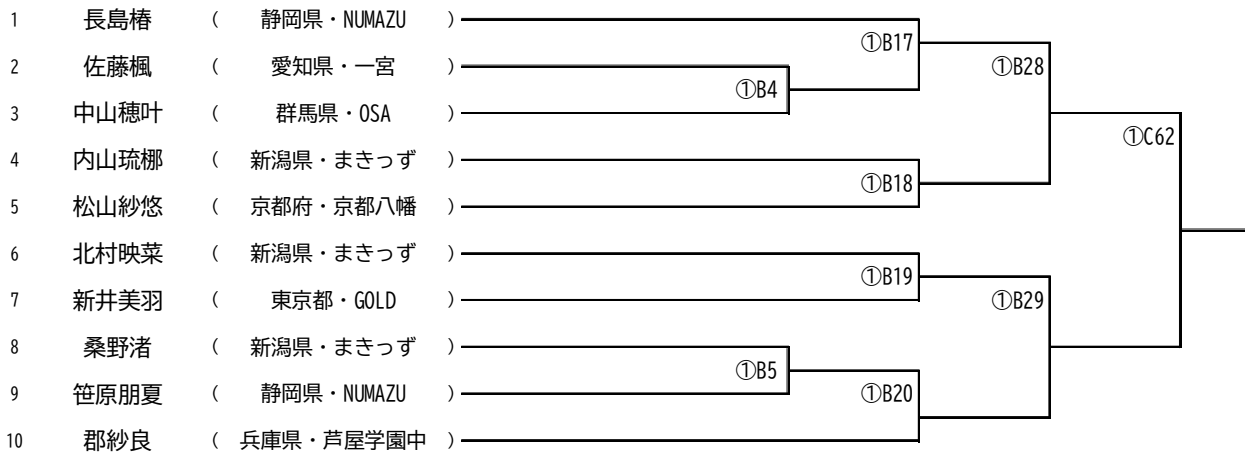 1 長島椿 ( 静岡県・NUMAZU )
①B17
2 佐藤楓 ( 愛知県・一宮 )
①B28
①B4
3 中山穂叶 ( 群馬県・OSA )
①C62
4 内山琉梛 ( 新潟県・まきっず )
①B18
5 松山紗悠 ( 京都府・京都八幡 )
6 北村映菜 ( 新潟県・まきっず )
①B19
7 新井美羽 ( 東京都・GOLD )
①B29
8 桑野渚 ( 新潟県・まきっず )
①B5
9 笹原朋夏 ( 静岡県・NUMAZU )
①B20
10 郡紗良 ( 兵庫県・芦屋学園中 )